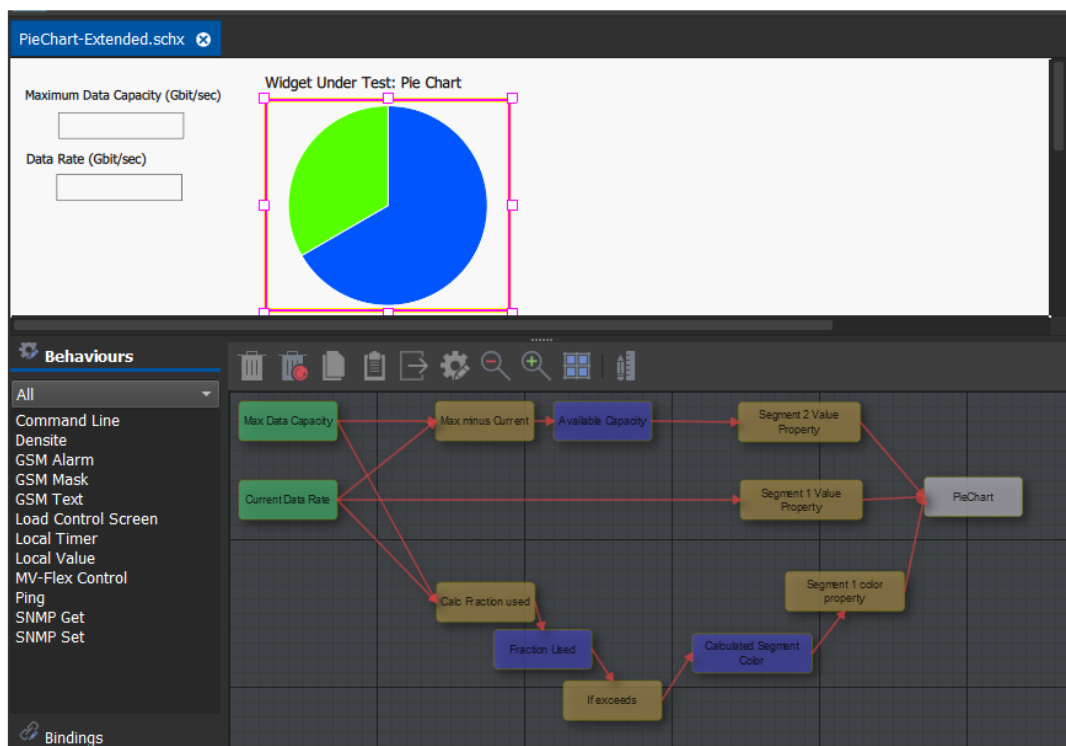 PieChart-Extended.schx
Widget Under Test: Pie Chart
Maximum Data Capacity (Gbit/sec)
Data Rate (Gbit/sec)
Behaviours
All
Command Line
Densite
GSM Alarm
GSM Mask
GSM Text
Load Control Screen
Local Timer
Local Value
MV-Flex Control
Ping
SNMP Get
SNMP Set
Bindings
Max Data Capacity
Max minus Current
Available Capacity
Segment 2 Value
Property
Current Data Rate
Segment 1 Value
Property
PieChart
Calc Fraction used
Segment 1 color
property
Fraction Used
Calculated Segment
Color
If exceeds